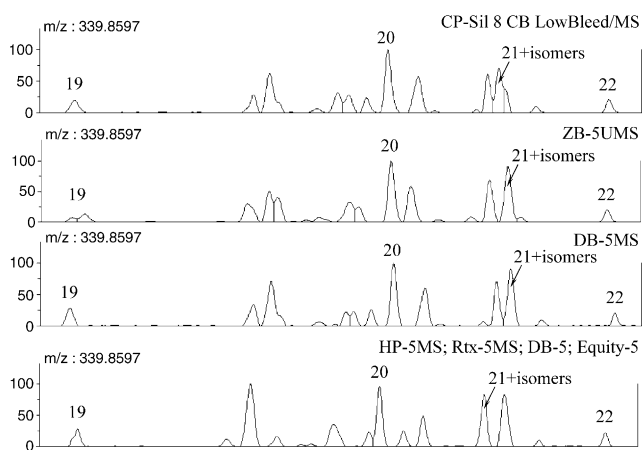 CP-Sil 8 CB LowBleed/MS
m/z : 339.8597
100
50
0
19
20
21+isomers
22
ZB-5UMS
m/z : 339.8597
100
50
0
19
20
21+isomers
22
DB-5MS
m/z : 339.8597
100
50
0
19
20
21+isomers
22
HP-5MS; Rtx-5MS; DB-5; Equity-5
m/z : 339.8597
100
50
0
19
20
21+isomers
22